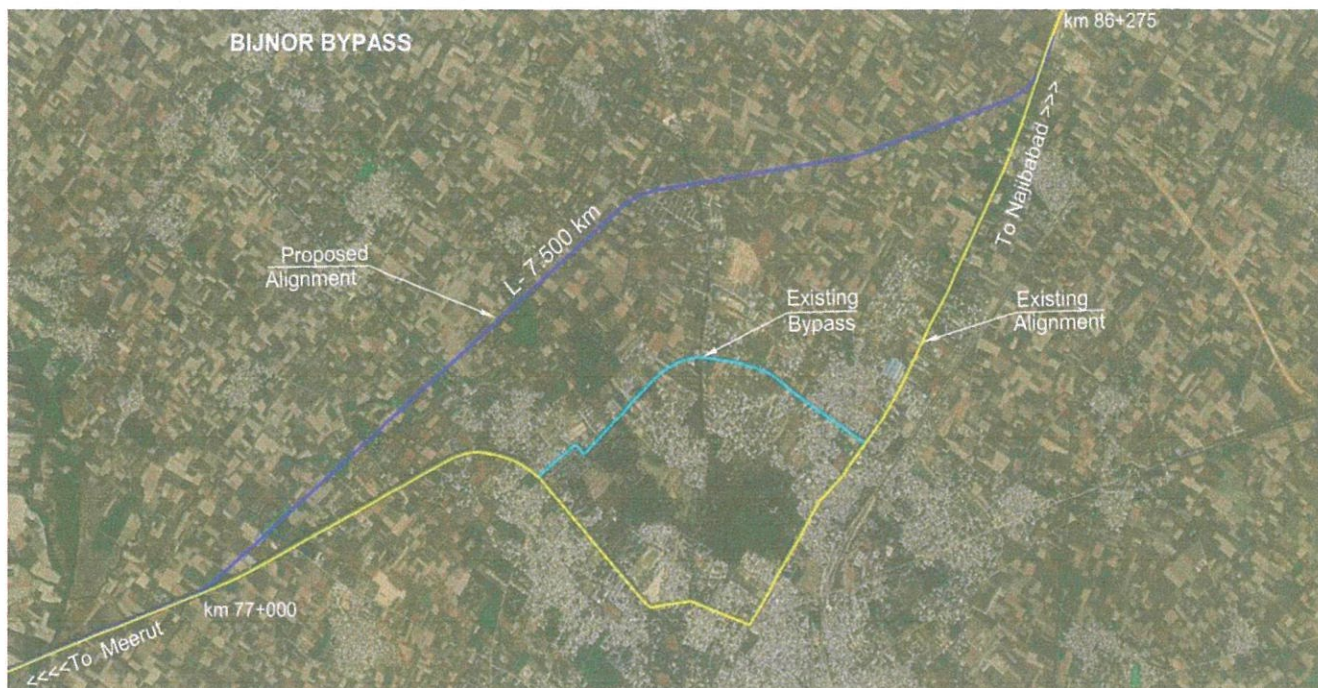 BIJNOR BYPASS
km 86+275
To Najibabad >>>
L- 7.500 km
Proposed
Alignment
Existing
Bypass
Existing
Alignment
km 77+000
<<<<To Meerut